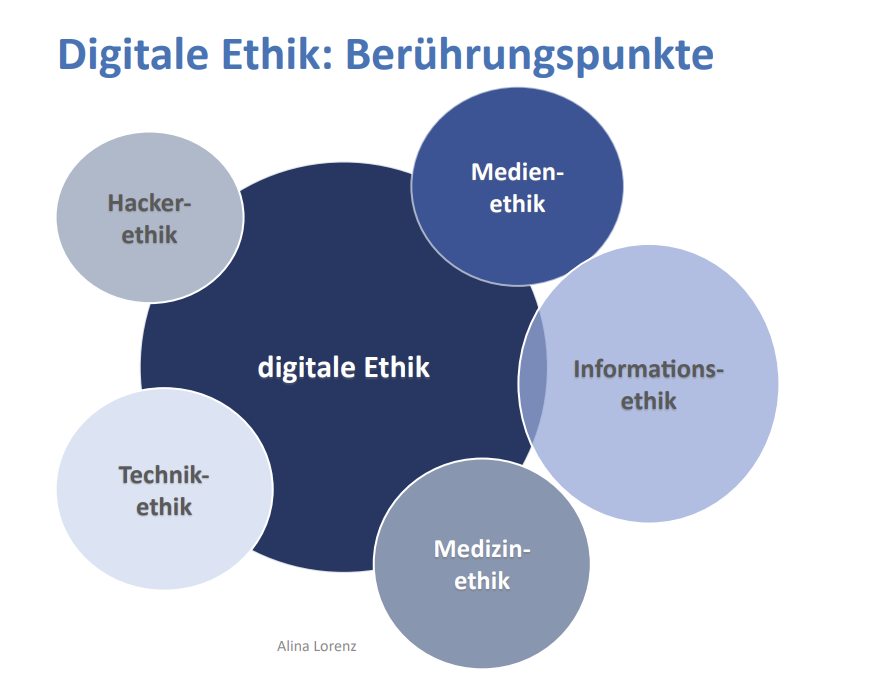 Digitale Ethik: Berührungspunkte
Medien-
ethik
Hacker-
ethik
digitale Ethik
Informations-
ethik
Technik-
ethik
Medizin-
ethik
Alina Lorenz